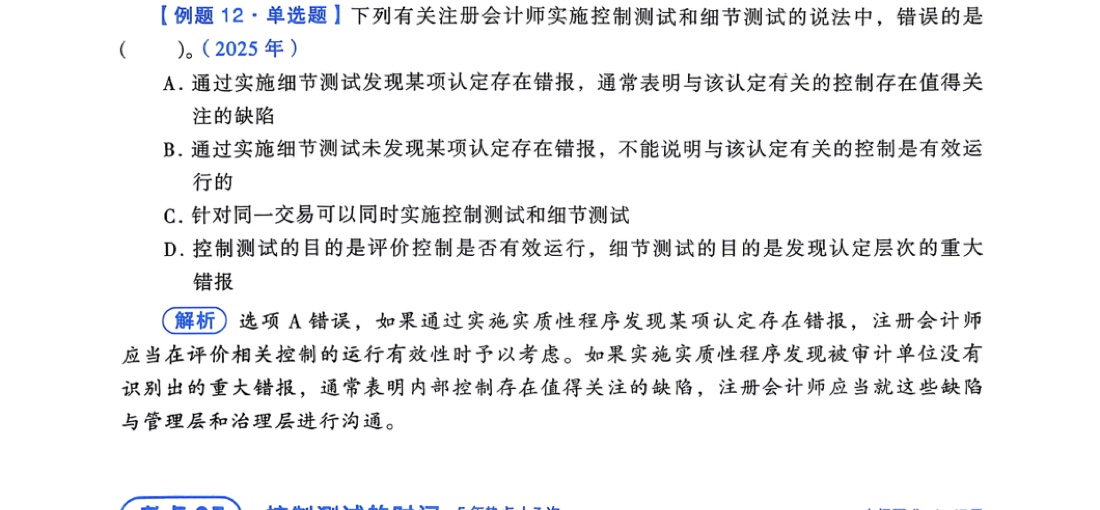 【例题 12·单选题】下列有关注册会计师实施控制测试和细节测试的说法中，错误的是
(　　)。（2025 年）
A. 通过实施细节测试发现某项认定存在错报，通常表明与该认定有关的控制存在值得关
注的缺陷
B. 通过实施细节测试未发现某项认定存在错报，不能说明与该认定有关的控制是有效运
行的
C. 针对同一交易可以同时实施控制测试和细节测试
D. 控制测试的目的是评价控制是否有效运行，细节测试的目的是发现认定层次的重大
错报
解析 选项 A 错误，如果通过实施实质性程序发现某项认定存在错报，注册会计师
应当在评价相关控制的运行有效性时予以考虑。如果实施实质性程序发现被审计单位没有
识别出的重大错报，通常表明内部控制存在值得关注的缺陷，注册会计师应当就这些缺陷
与管理层和治理层进行沟通。
控制测试的时间